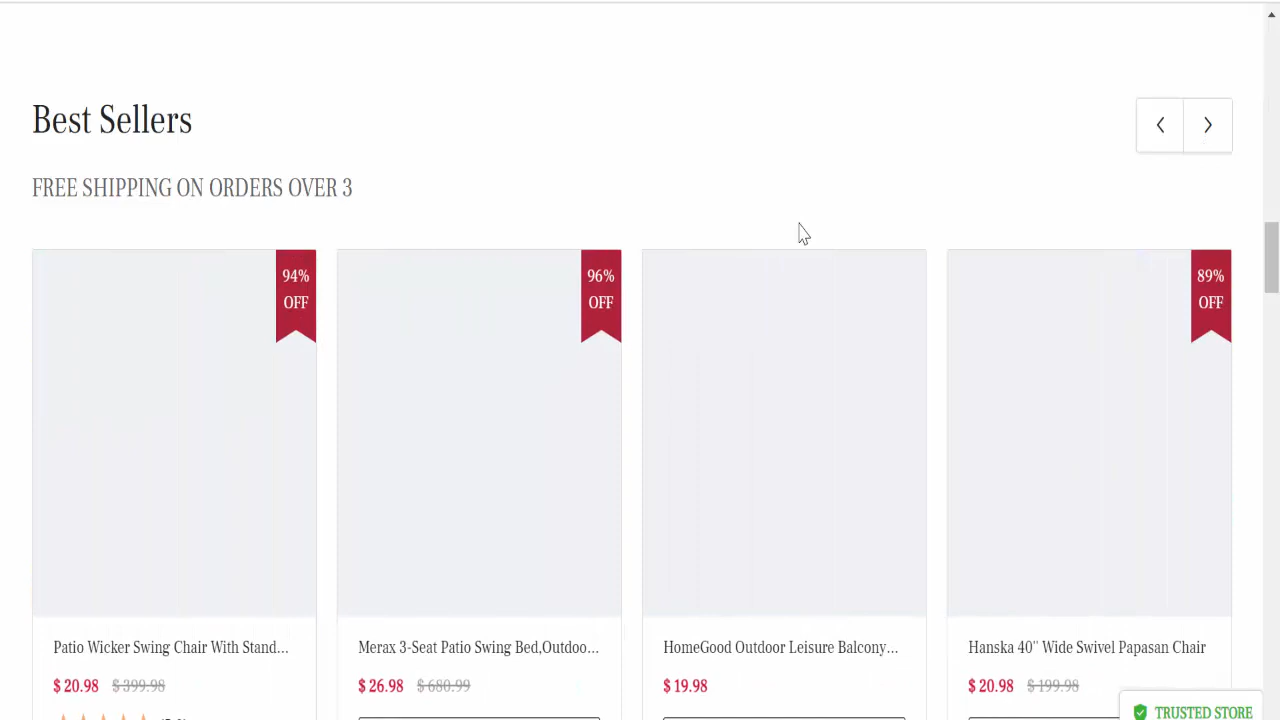 Best Sellers
FREE SHIPPING ON ORDERS OVER 3
94%
OFF
96%
OFF
89%
OFF
Patio Wicker Swing Chair With Stand...
$ 20.98 $ 399.98
Merax 3-Seat Patio Swing Bed,Outdoo...
$ 26.98 $ 680.99
HomeGood Outdoor Leisure Balcony...
$ 19.98
Hanska 40'' Wide Swivel Papasan Chair
$ 20.98 $ 199.98
TRUSTED STORE